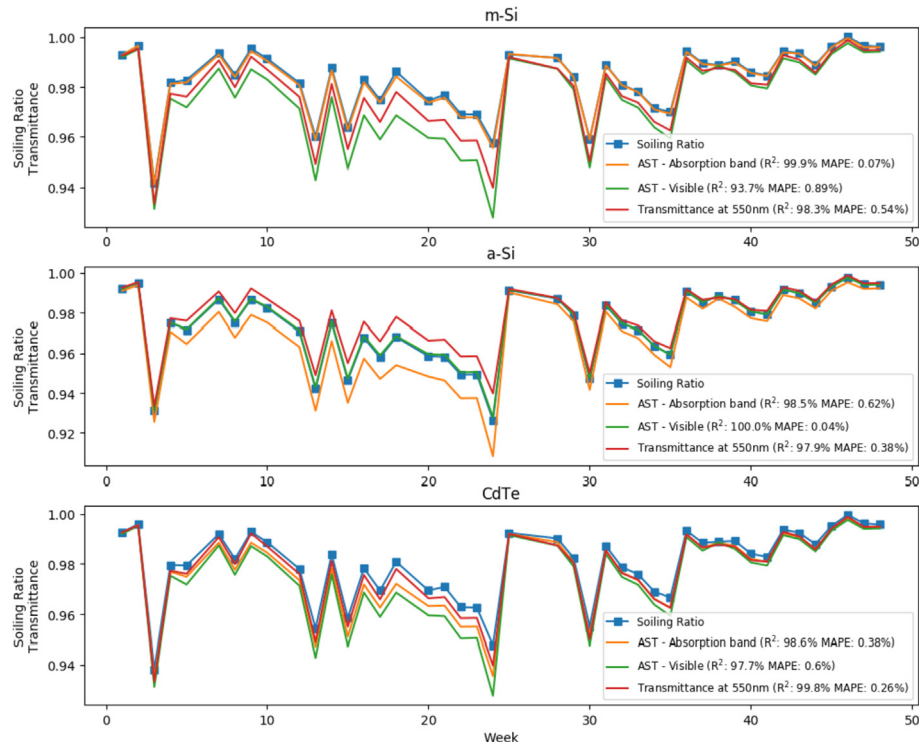 m-Si
Soiling Ratio
Transmittance
1.00
0.98
0.96
0.94
Soiling Ratio
AST - Absorption band (R²: 99.9% MAPE: 0.07%)
AST - Visible (R²: 93.7% MAPE: 0.89%)
Transmittance at 550nm (R²: 98.3% MAPE: 0.54%)
0 10 20 30 40 50
a-Si
Soiling Ratio
Transmittance
1.00
0.98
0.96
0.94
0.92
Soiling Ratio
AST - Absorption band (R²: 98.5% MAPE: 0.62%)
AST - Visible (R²: 100.0% MAPE: 0.04%)
Transmittance at 550nm (R²: 97.9% MAPE: 0.38%)
0 10 20 30 40 50
CdTe
Soiling Ratio
Transmittance
1.00
0.98
0.96
0.94
Soiling Ratio
AST - Absorption band (R²: 98.6% MAPE: 0.38%)
AST - Visible (R²: 97.7% MAPE: 0.6%)
Transmittance at 550nm (R²: 99.8% MAPE: 0.26%)
0 10 20 30 40 50
Week